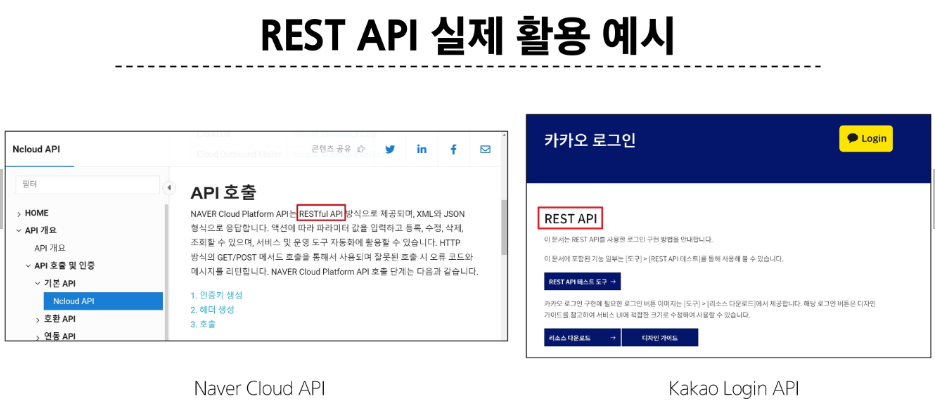 REST API 실제 활용 예시
Ncloud API
콘텐츠 공유
필터
HOME
API 개요
API 개요
API 호출 및 인증
기본 API
Ncloud API
호환 API
연동 API
API 호출
NAVER Cloud Platform API는 RESTful API 방식으로 제공되며, XML와 JSON
형식으로 응답합니다. 액션에 따라 파라미터 값을 입력하고 등록, 수정, 삭제,
조회할 수 있으며, 서비스 및 운영 도구 자동화에 활용할 수 있습니다. HTTP
방식의 GET/POST 메서드 호출을 통해서 사용되며 잘못된 호출 시 오류 코드와
메시지를 리턴합니다. NAVER Cloud Platform API 호출 단계는 다음과 같습니다.
1. 인증키 생성
2. 헤더 생성
3. 호출
Naver Cloud API
카카오 로그인
Login
REST API
이 문서는 REST API를 사용한 로그인 구현 방법을 안내합니다.
이 문서에 포함된 기능 일부는 [도구] > [REST API 테스트]를 통해 사용해 볼 수 있습니다.
REST API 테스트 도구 →
카카오 로그인 구현에 필요한 로그인 버튼 이미지는 [도구] > [리소스 다운로드]에서 제공합니다. 해당 로그인 버튼은 디자인
가이드를 참고하여 서비스 UI에 적합한 크기로 수정하여 사용할 수 있습니다.
리소스 다운로드 →
디자인 가이드
Kakao Login API